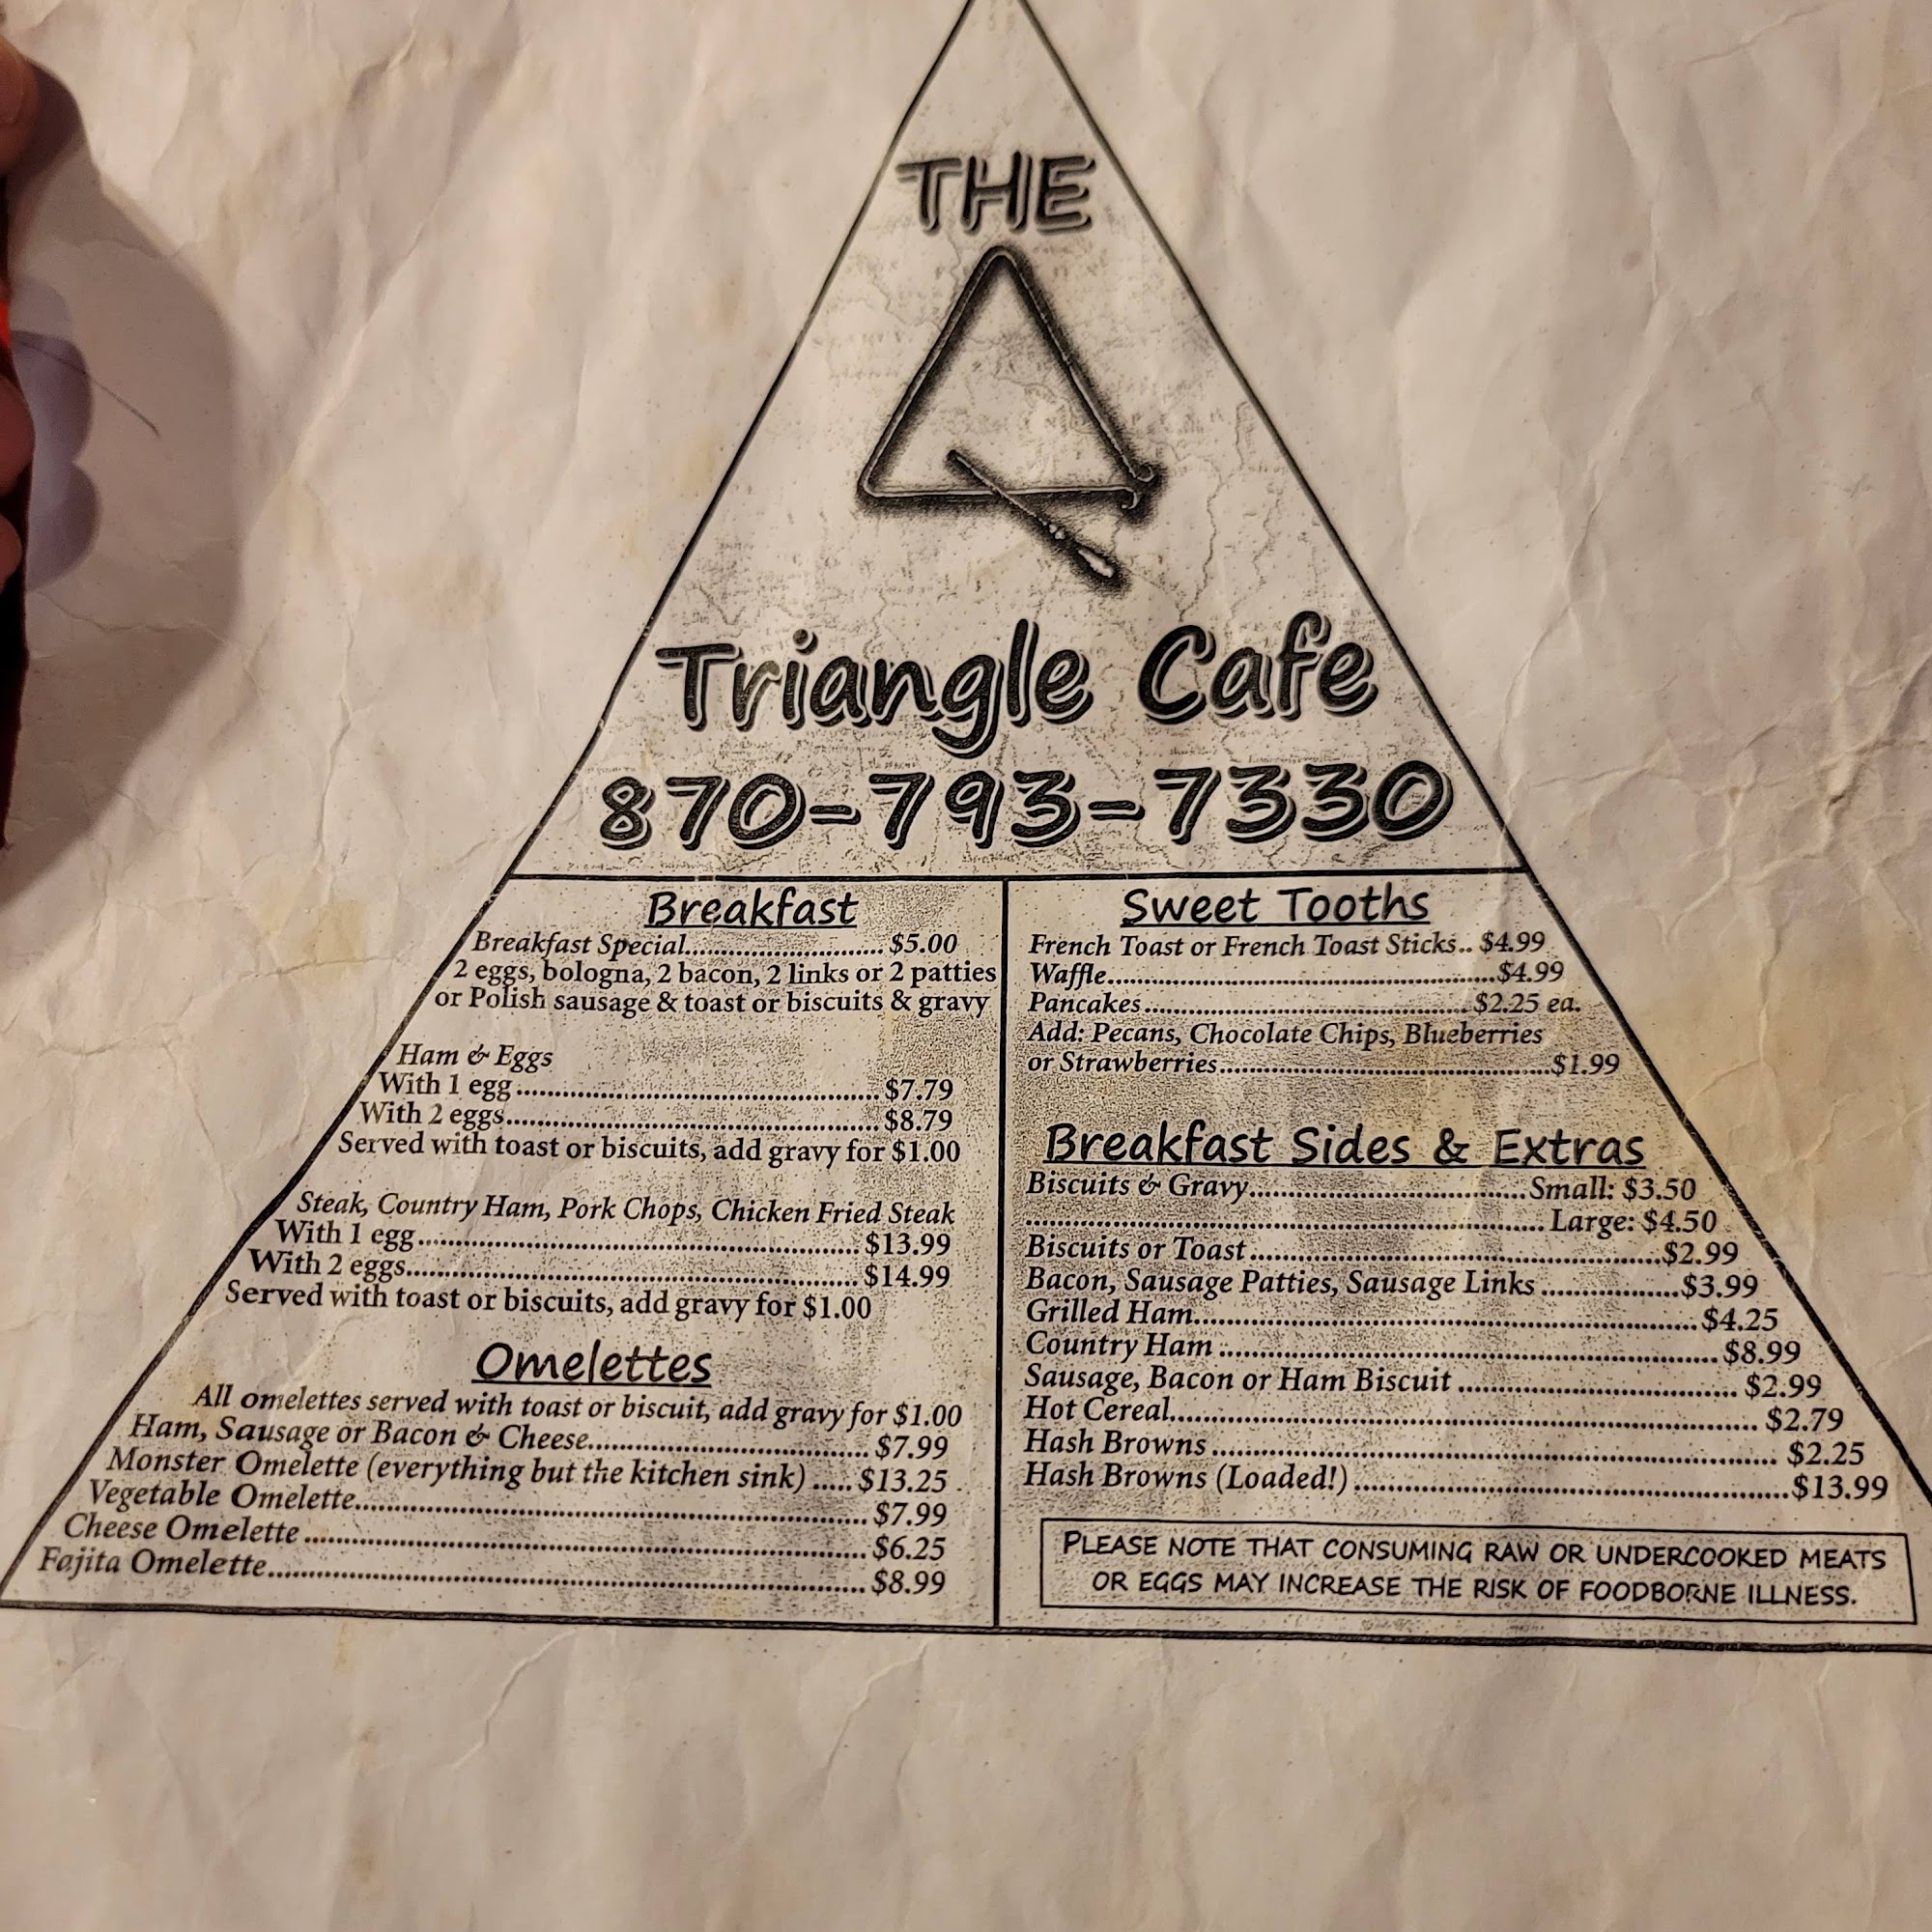 THE
Triangle Cafe
870-793-7330
Breakfast
Breakfast Special................................ $5.00
2 eggs, bologna, 2 bacon, 2 links or 2 patties
or Polish sausage & toast or biscuits & gravy
Ham & Eggs
With 1 egg............................................................ $7.79
With 2 eggs............................................................. $8.79
Served with toast or biscuits, add gravy for $1.00
Steak, Country Ham, Pork Chops, Chicken Fried Steak
With 1 egg......................................................................... $13.99
With 2 eggs.......................................................................... $14.99
Served with toast or biscuits, add gravy for $1.00
Omelettes
All omelettes served with toast or biscuit, add gravy for $1.00
Ham, Sausage or Bacon & Cheese............................................. $7.99
Monster Omelette (everything but the kitchen sink) ...... $13.25
Vegetable Omelette.................................................................................... $7.99
Cheese Omelette ............................................................................................ $6.25
Fajita Omelette................................................................................................. $8.99
Sweet Tooths
French Toast or French Toast Sticks.. $4.99
Waffle.................................................................$4.99
Pancakes......................................................$2.25 ea.
Add: Pecans, Chocolate Chips, Blueberries
or Strawberries.......................................................$1.99
Breakfast Sides & Extras
Biscuits & Gravy..............................................Small: $3.50
..................................................................................... Large: $4.50
Biscuits or Toast ....................................................................$2.99
Bacon, Sausage Patties, Sausage Links ......................$3.99
Grilled Ham...................................................................................$4.25
Country Ham ...................................................................................$8.99
Sausage, Bacon or Ham Biscuit .............................................. $2.99
Hot Cereal.................................................................................................. $2.79
Hash Browns .............................................................................................. $2.25
Hash Browns (Loaded!) .........................................................................$13.99
PLEASE NOTE THAT CONSUMING RAW OR UNDERCOOKED MEATS
OR EGGS MAY INCREASE THE RISK OF FOODBORNE ILLNESS.